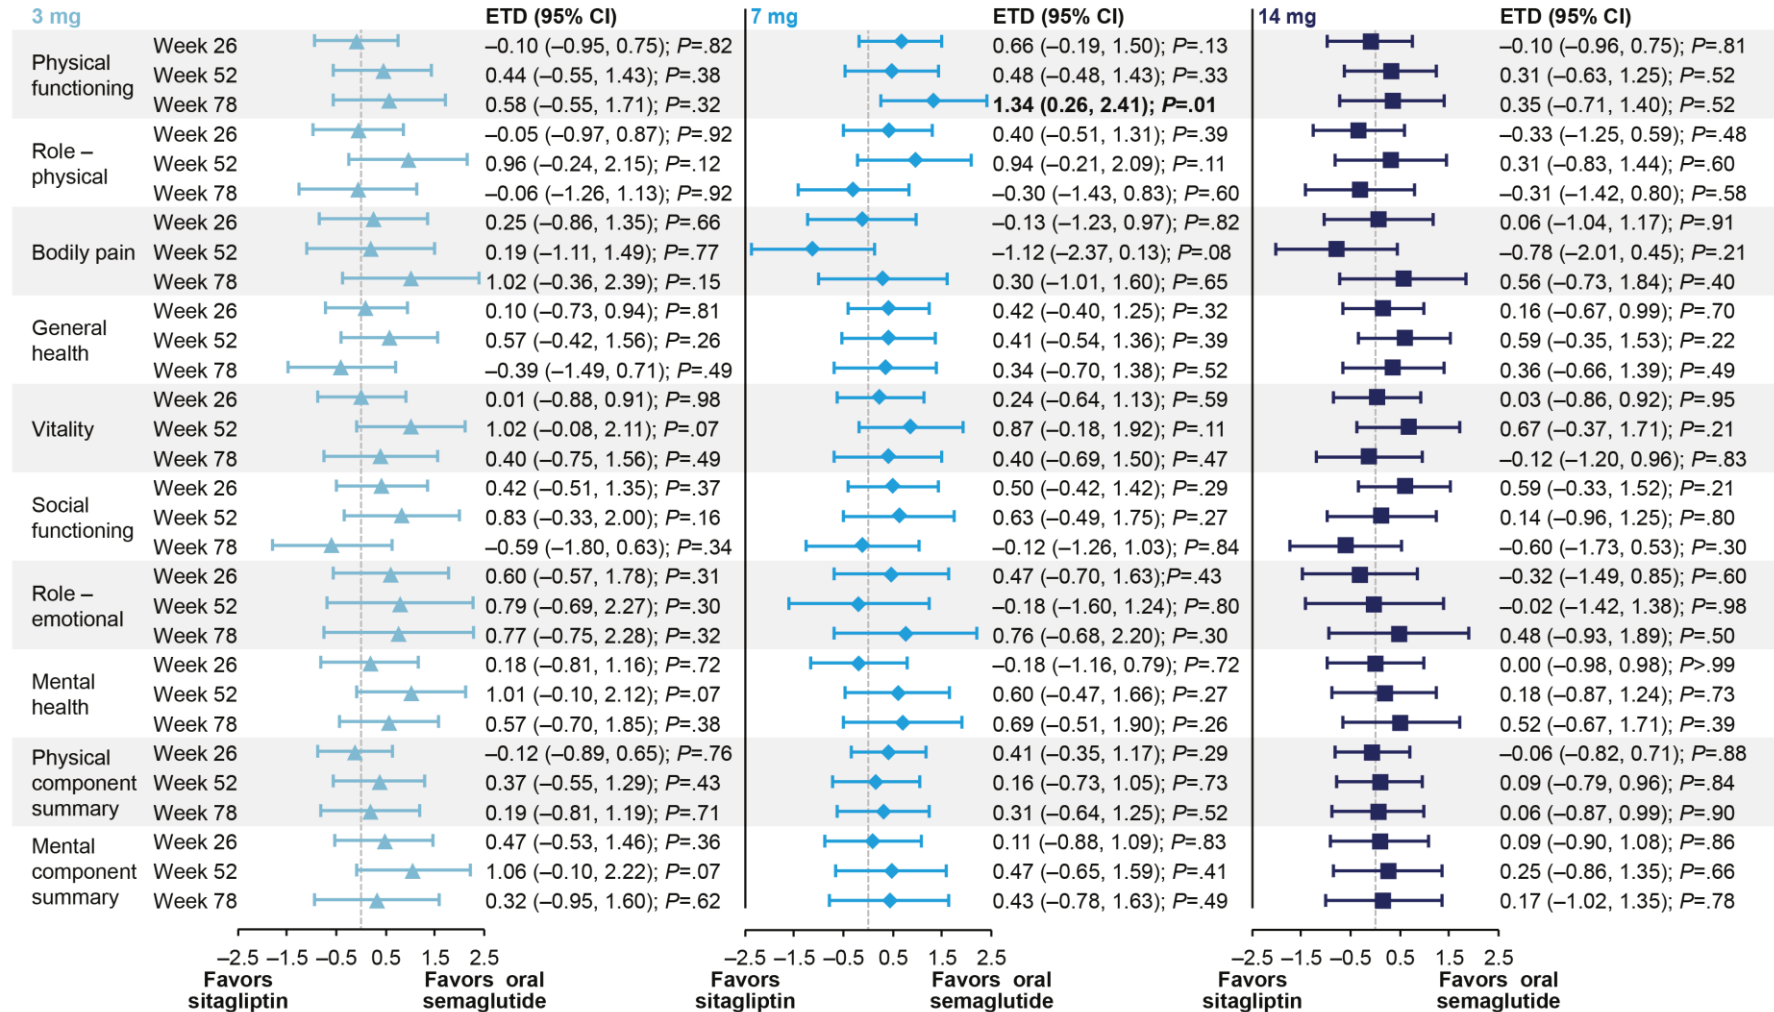 3 mg ETD (95% CI) 7 mg ETD (95% CI) 14 mg ETD (95% CI)
Physical functioning Week 26 –0.10 (–0.95, 0.75); P=.82 0.66 (–0.19, 1.50); P=.13 –0.10 (–0.96, 0.75); P=.81
Week 52 0.44 (–0.55, 1.43); P=.38 0.48 (–0.48, 1.43); P=.33 0.31 (–0.63, 1.25); P=.52
Week 78 0.58 (–0.55, 1.71); P=.32 1.34 (0.26, 2.41); P=.01 0.35 (–0.71, 1.40); P=.52
Role – physical Week 26 –0.05 (–0.97, 0.87); P=.92 0.40 (–0.51, 1.31); P=.39 –0.33 (–1.25, 0.59); P=.48
Week 52 0.96 (–0.24, 2.15); P=.12 0.94 (–0.21, 2.09); P=.11 0.31 (–0.83, 1.44); P=.60
Week 78 –0.06 (–1.26, 1.13); P=.92 –0.30 (–1.43, 0.83); P=.60 –0.31 (–1.42, 0.80); P=.58
Bodily pain Week 26 0.25 (–0.86, 1.35); P=.66 –0.13 (–1.23, 0.97); P=.82 0.06 (–1.04, 1.17); P=.91
Week 52 0.19 (–1.11, 1.49); P=.77 –1.12 (–2.37, 0.13); P=.08 –0.78 (–2.01, 0.45); P=.21
Week 78 1.02 (–0.36, 2.39); P=.15 0.30 (–1.01, 1.60); P=.65 0.56 (–0.73, 1.84); P=.40
General health Week 26 0.10 (–0.73, 0.94); P=.81 0.42 (–0.40, 1.25); P=.32 0.16 (–0.67, 0.99); P=.70
Week 52 0.57 (–0.42, 1.56); P=.26 0.41 (–0.54, 1.36); P=.39 0.59 (–0.35, 1.53); P=.22
Week 78 –0.39 (–1.49, 0.71); P=.49 0.34 (–0.70, 1.38); P=.52 0.36 (–0.66, 1.39); P=.49
Vitality Week 26 0.01 (–0.88, 0.91); P=.98 0.24 (–0.64, 1.13); P=.59 0.03 (–0.86, 0.92); P=.95
Week 52 1.02 (–0.08, 2.11); P=.07 0.87 (–0.18, 1.92); P=.11 0.67 (–0.37, 1.71); P=.21
Week 78 0.40 (–0.75, 1.56); P=.49 0.40 (–0.69, 1.50); P=.47 –0.12 (–1.20, 0.96); P=.83
Social functioning Week 26 0.42 (–0.51, 1.35); P=.37 0.50 (–0.42, 1.42); P=.29 0.59 (–0.33, 1.52); P=.21
Week 52 0.83 (–0.33, 2.00); P=.16 0.63 (–0.49, 1.75); P=.27 0.14 (–0.96, 1.25); P=.80
Week 78 –0.59 (–1.80, 0.63); P=.34 –0.12 (–1.26, 1.03); P=.84 –0.60 (–1.73, 0.53); P=.30
Role – emotional Week 26 0.60 (–0.57, 1.78); P=.31 0.47 (–0.70, 1.63);P=.43 –0.32 (–1.49, 0.85); P=.60
Week 52 0.79 (–0.69, 2.27); P=.30 –0.18 (–1.60, 1.24); P=.80 –0.02 (–1.42, 1.38); P=.98
Week 78 0.77 (–0.75, 2.28); P=.32 0.76 (–0.68, 2.20); P=.30 0.48 (–0.93, 1.89); P=.50
Mental health Week 26 0.18 (–0.81, 1.16); P=.72 –0.18 (–1.16, 0.79); P=.72 0.00 (–0.98, 0.98); P>.99
Week 52 1.01 (–0.10, 2.12); P=.07 0.60 (–0.47, 1.66); P=.27 0.18 (–0.87, 1.24); P=.73
Week 78 0.57 (–0.70, 1.85); P=.38 0.69 (–0.51, 1.90); P=.26 0.52 (–0.67, 1.71); P=.39
Physical component summary Week 26 –0.12 (–0.89, 0.65); P=.76 0.41 (–0.35, 1.17); P=.29 –0.06 (–0.82, 0.71); P=.88
Week 52 0.37 (–0.55, 1.29); P=.43 0.16 (–0.73, 1.05); P=.73 0.09 (–0.79, 0.96); P=.84
Week 78 0.19 (–0.81, 1.19); P=.71 0.31 (–0.64, 1.25); P=.52 0.06 (–0.87, 0.99); P=.90
Mental component summary Week 26 0.47 (–0.53, 1.46); P=.36 0.11 (–0.88, 1.09); P=.83 0.09 (–0.90, 1.08); P=.86
Week 52 1.06 (–0.10, 2.22); P=.07 0.47 (–0.65, 1.59); P=.41 0.25 (–0.86, 1.35); P=.66
Week 78 0.32 (–0.95, 1.60); P=.62 0.43 (–0.78, 1.63); P=.49 0.17 (–1.02, 1.35); P=.78
–2.5 –1.5 –0.5 0.5 1.5 2.5 –2.5 –1.5 –0.5 0.5 1.5 2.5 –2.5 –1.5 –0.5 0.5 1.5 2.5
Favors Favors oral Favors Favors oral Favors Favors oral
sitagliptin semaglutide sitagliptin semaglutide sitagliptin semaglutide